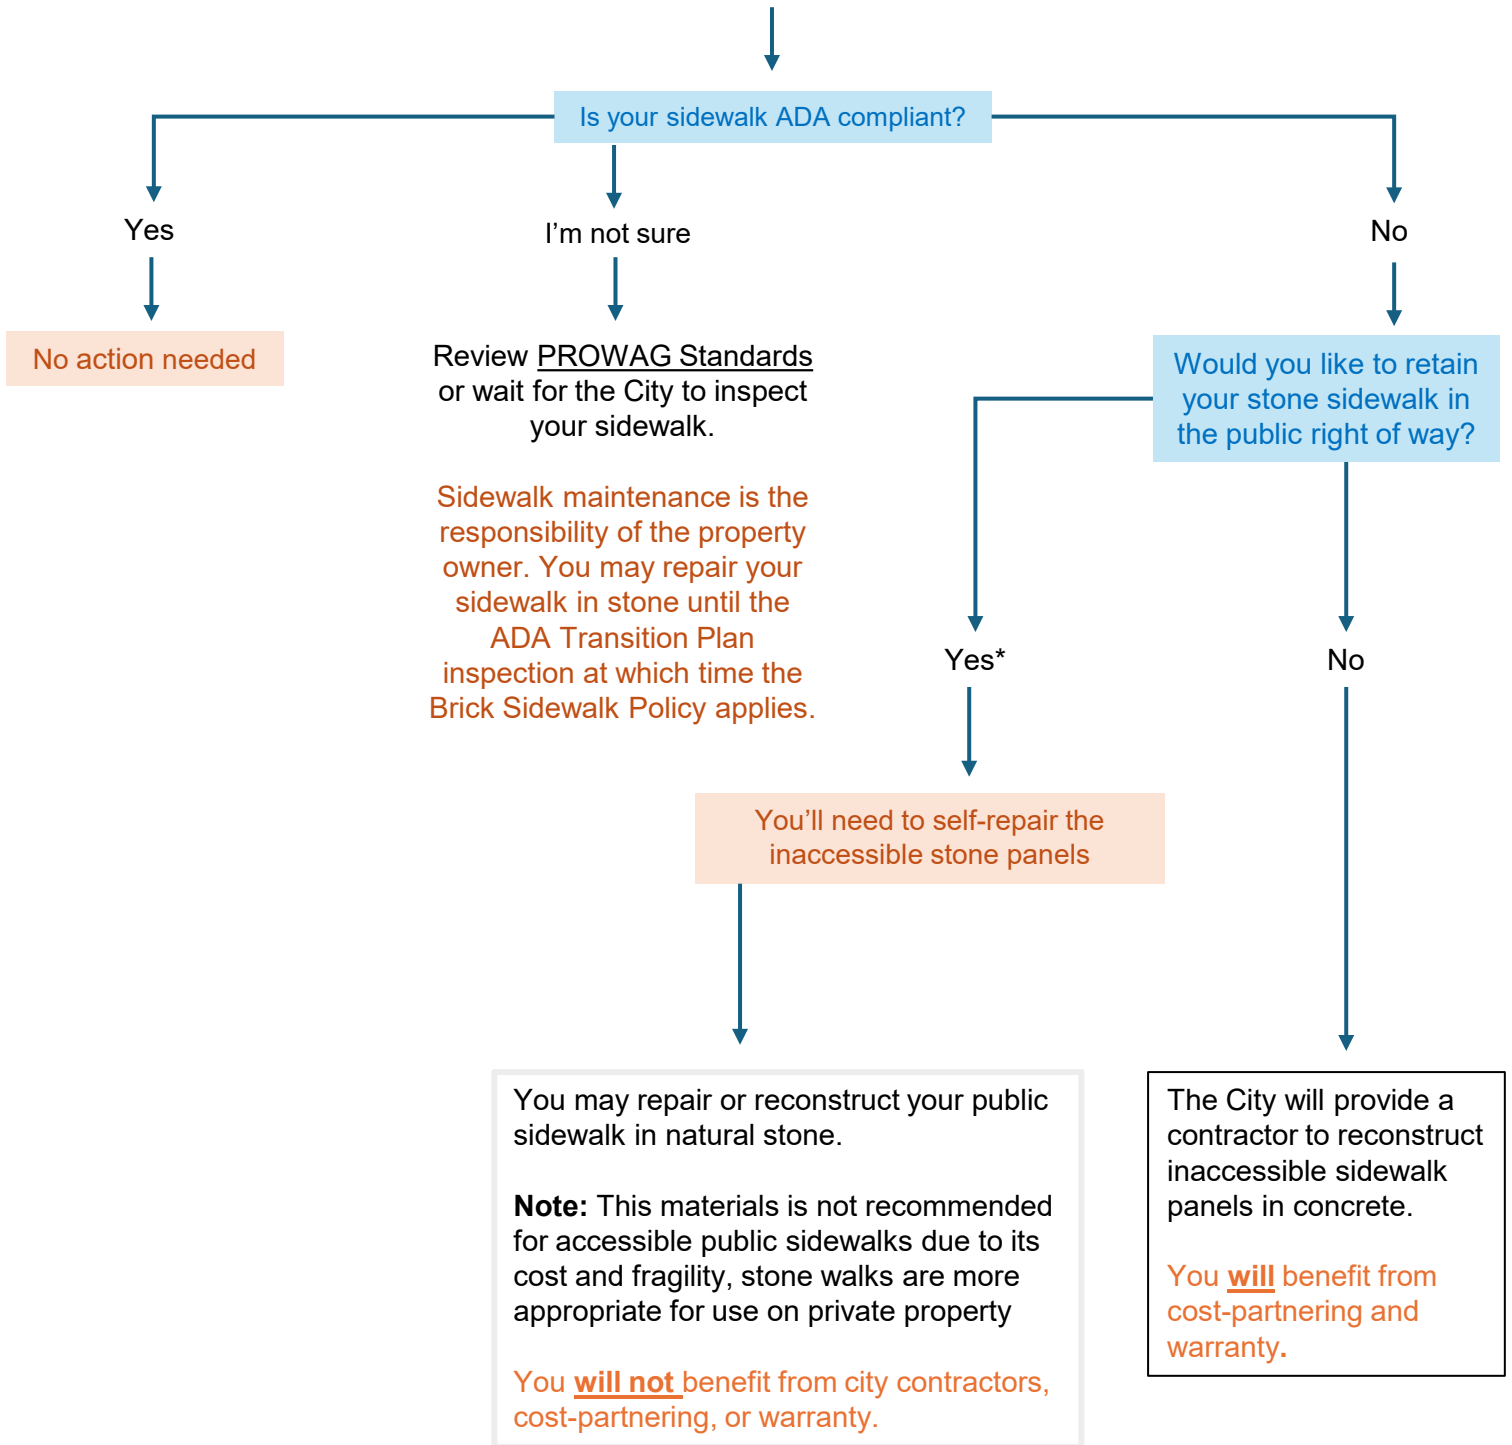 Is your sidewalk ADA compliant?
Yes
I’m not sure
No
No action needed
Review PROWAG Standards
or wait for the City to inspect
your sidewalk.
Sidewalk maintenance is the
responsibility of the property
owner. You may repair your
sidewalk in stone until the
ADA Transition Plan
inspection at which time the
Brick Sidewalk Policy applies.
Would you like to retain
your stone sidewalk in
the public right of way?
Yes*
No
You’ll need to self-repair the
inaccessible stone panels
You may repair or reconstruct your public
sidewalk in natural stone.
Note: This materials is not recommended
for accessible public sidewalks due to its
cost and fragility, stone walks are more
appropriate for use on private property
You will not benefit from city contractors,
cost-partnering, or warranty.
The City will provide a
contractor to reconstruct
inaccessible sidewalk
panels in concrete.
You will benefit from
cost-partnering and
warranty.